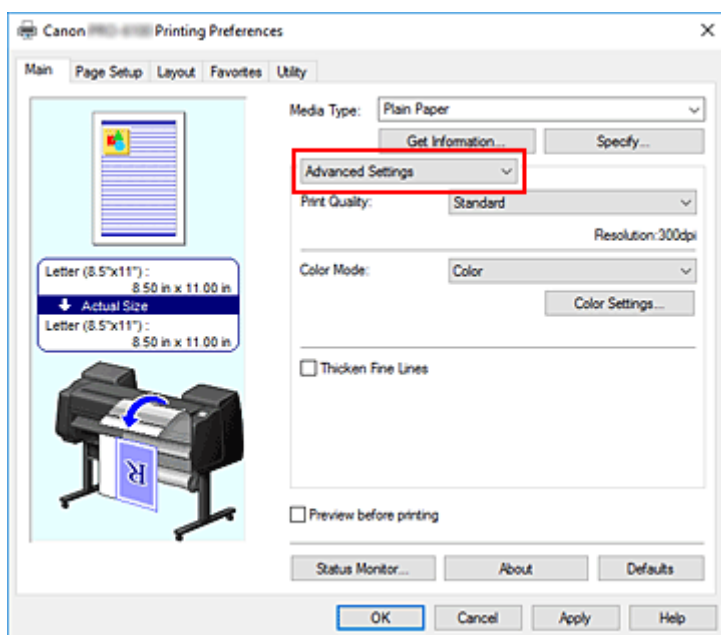 Canon Printing Preferences
Main Page Setup Layout Favorites Utility
Media Type: Plain Paper
Get Information... Specify...
Advanced Settings
Print Quality: Standard
Resolution:300dpi
Letter (8.5"x11") :
8.50 in x 11.00 in
Actual Size
Letter (8.5"x11") :
8.50 in x 11.00 in
Color Mode: Color
Color Settings...
Thicken Fine Lines
R
Preview before printing
Status Monitor... About Defaults
OK Cancel Apply Help